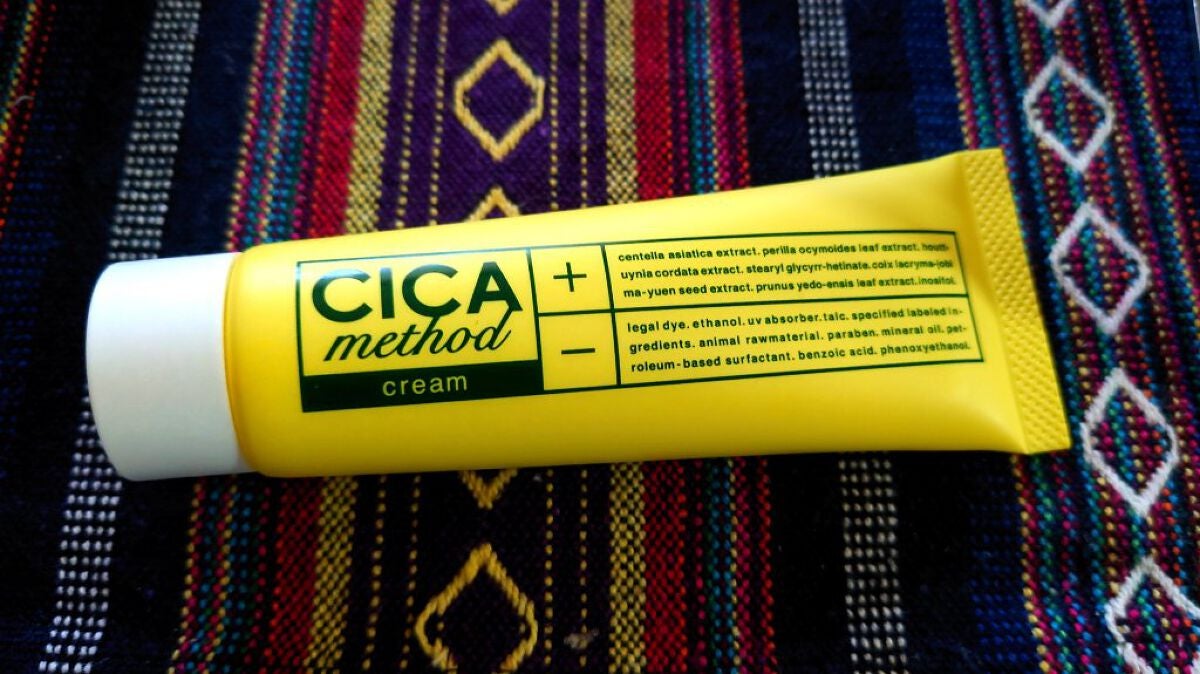 CICA
method
cream
+
centella asiatica extract. perilla ocymoides leaf extract. houtt-
uynia cordata extract. stearyl glycyrr-hetinate. coix lacryma-jobi
ma-yuen seed extract. prunus yedo-ensis leaf extract. inositol.
−
legal dye. ethanol. uv absorber. talc. specified labeled in-
gredients. animal rawmaterial. paraben. mineral oil. pet-
roleum-based surfactant. benzoic acid. phenoxyethanol.